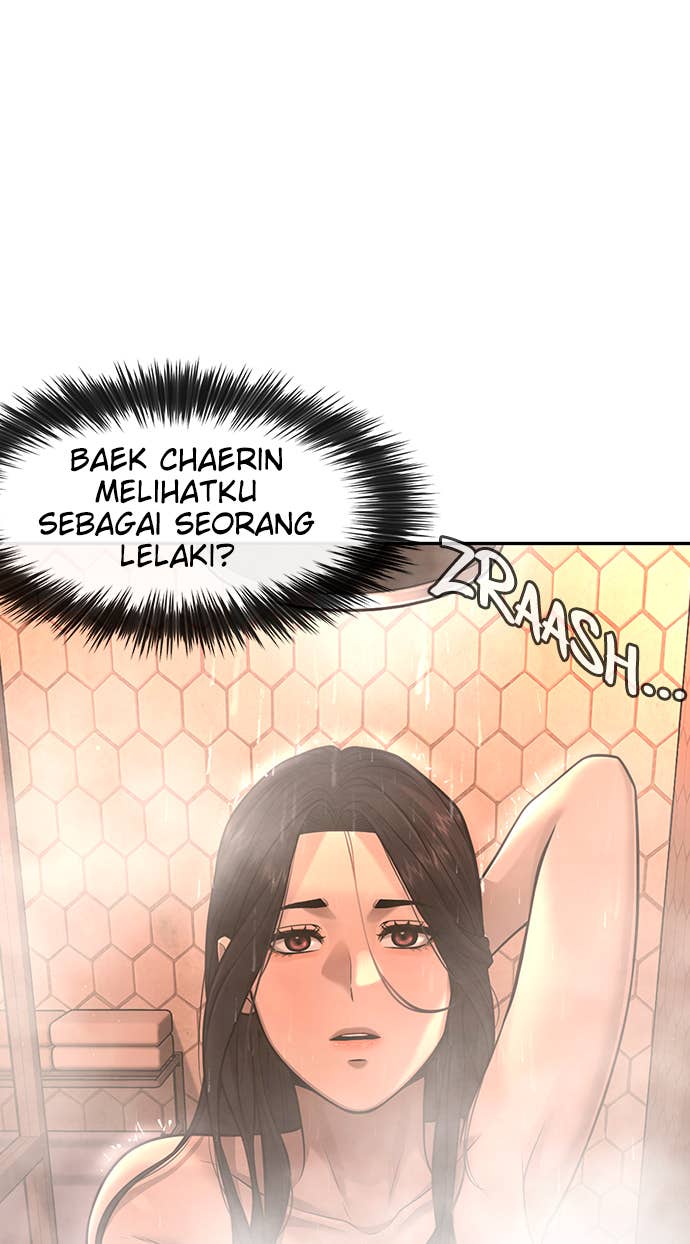 BAEK CHAERIN
MELIHATKU
SEBAGAI SEORANG
LELAKI?
ZRAASH...